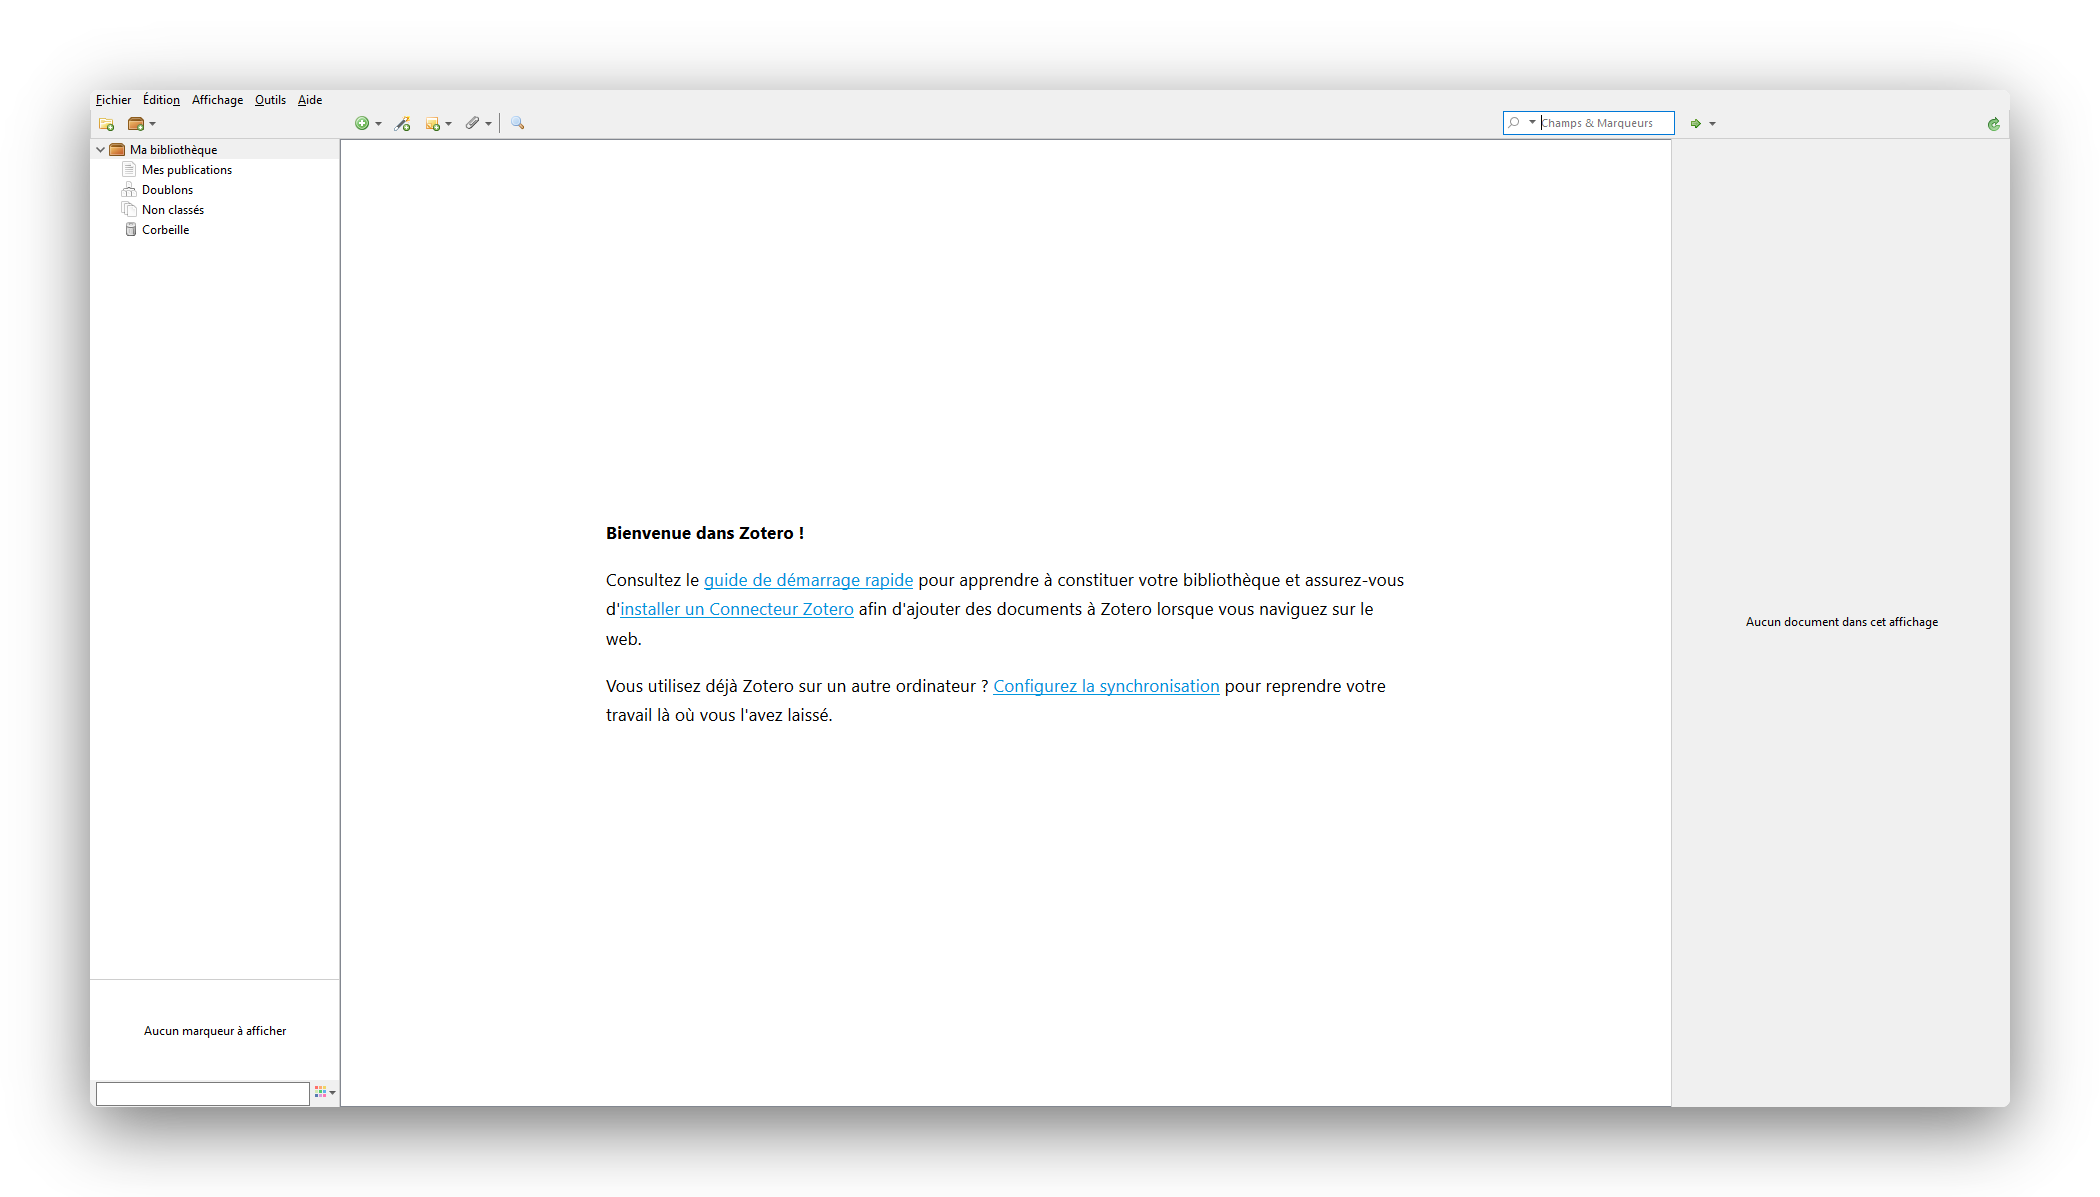 Fichier Édition Affichage Outils Aide
Champs & Marqueurs
Ma bibliothèque
Mes publications
Doublons
Non classés
Corbeille
Bienvenue dans Zotero !
Consultez le guide de démarrage rapide pour apprendre à constituer votre bibliothèque et assurez-vous
d'installer un Connecteur Zotero afin d'ajouter des documents à Zotero lorsque vous naviguez sur le
web.
Vous utilisez déjà Zotero sur un autre ordinateur ? Configurez la synchronisation pour reprendre votre
travail là où vous l'avez laissé.
Aucun document dans cet affichage
Aucun marqueur à afficher